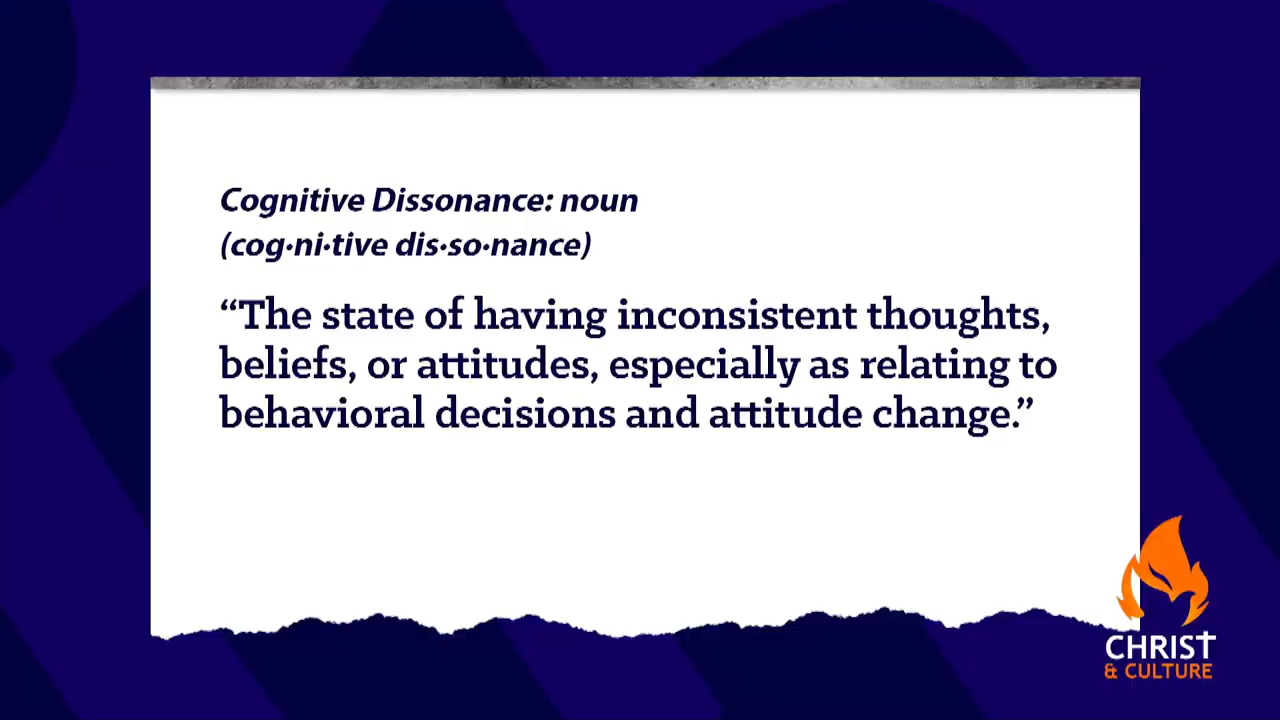 Cognitive Dissonance: noun
(cog·ni·tive dis·so·nance)
“The state of having inconsistent thoughts,
beliefs, or attitudes, especially as relating to
behavioral decisions and attitude change.”
CHRIST
& CULTURE